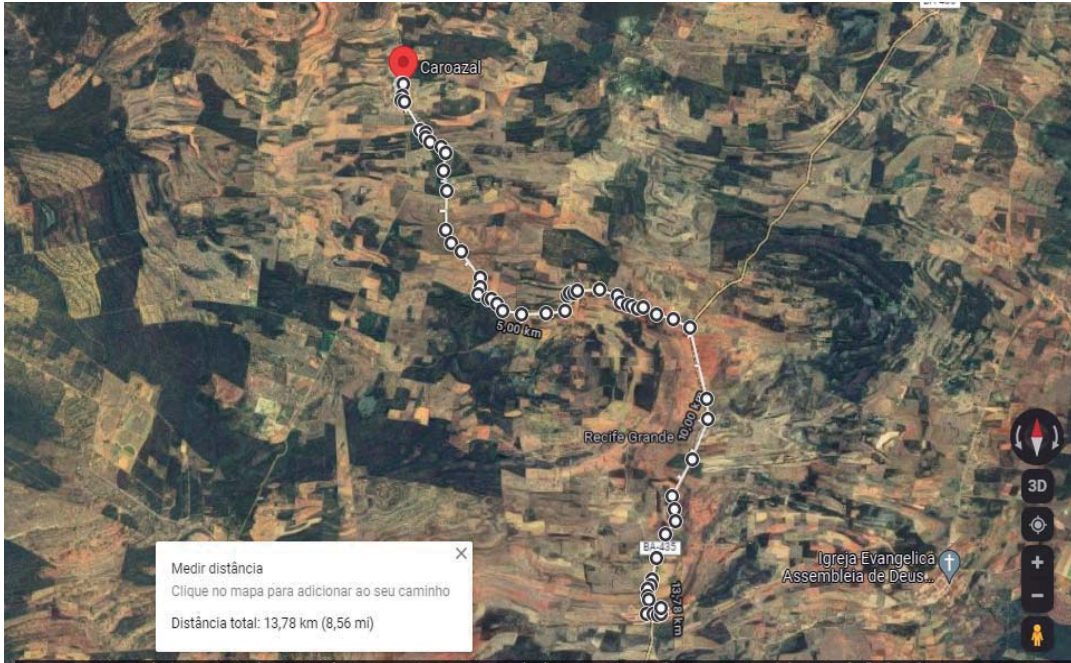 Caroazal
5,00 km
10,00 km
Recife Grande
BA-435
13,78 km
Igreja Evangelica
Assembleia de Deus...
3D
Medir distância
Clique no mapa para adicionar ao seu caminho
Distância total: 13,78 km (8,56 mi)